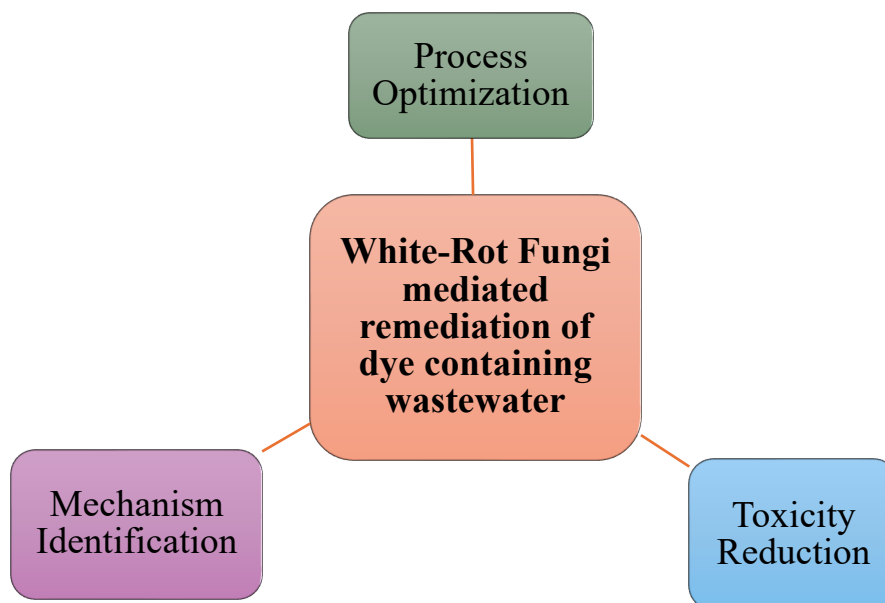 Process
Optimization
White-Rot Fungi
mediated
remediation of
dye containing
wastewater
Mechanism
Identification
Toxicity
Reduction